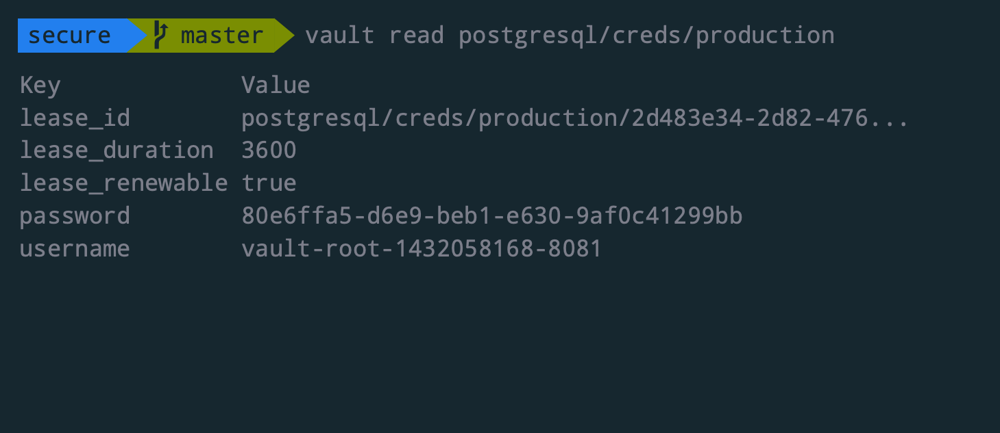 secure master vault read postgresql/creds/production
Key Value
lease_id postgresql/creds/production/2d483e34-2d82-476...
lease_duration 3600
lease_renewable true
password 80e6ffa5-d6e9-beb1-e630-9af0c41299bb
username vault-root-1432058168-8081